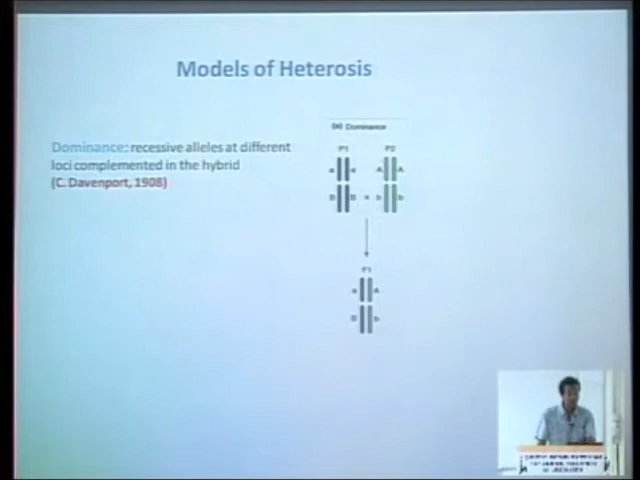 Models of Heterosis
Dominance: recessive alleles at different
loci complemented in the hybrid
(C. Davenport, 1908)
(a) Dominance
P1 P2
a a A A
B B × b b
F1
a A
B b